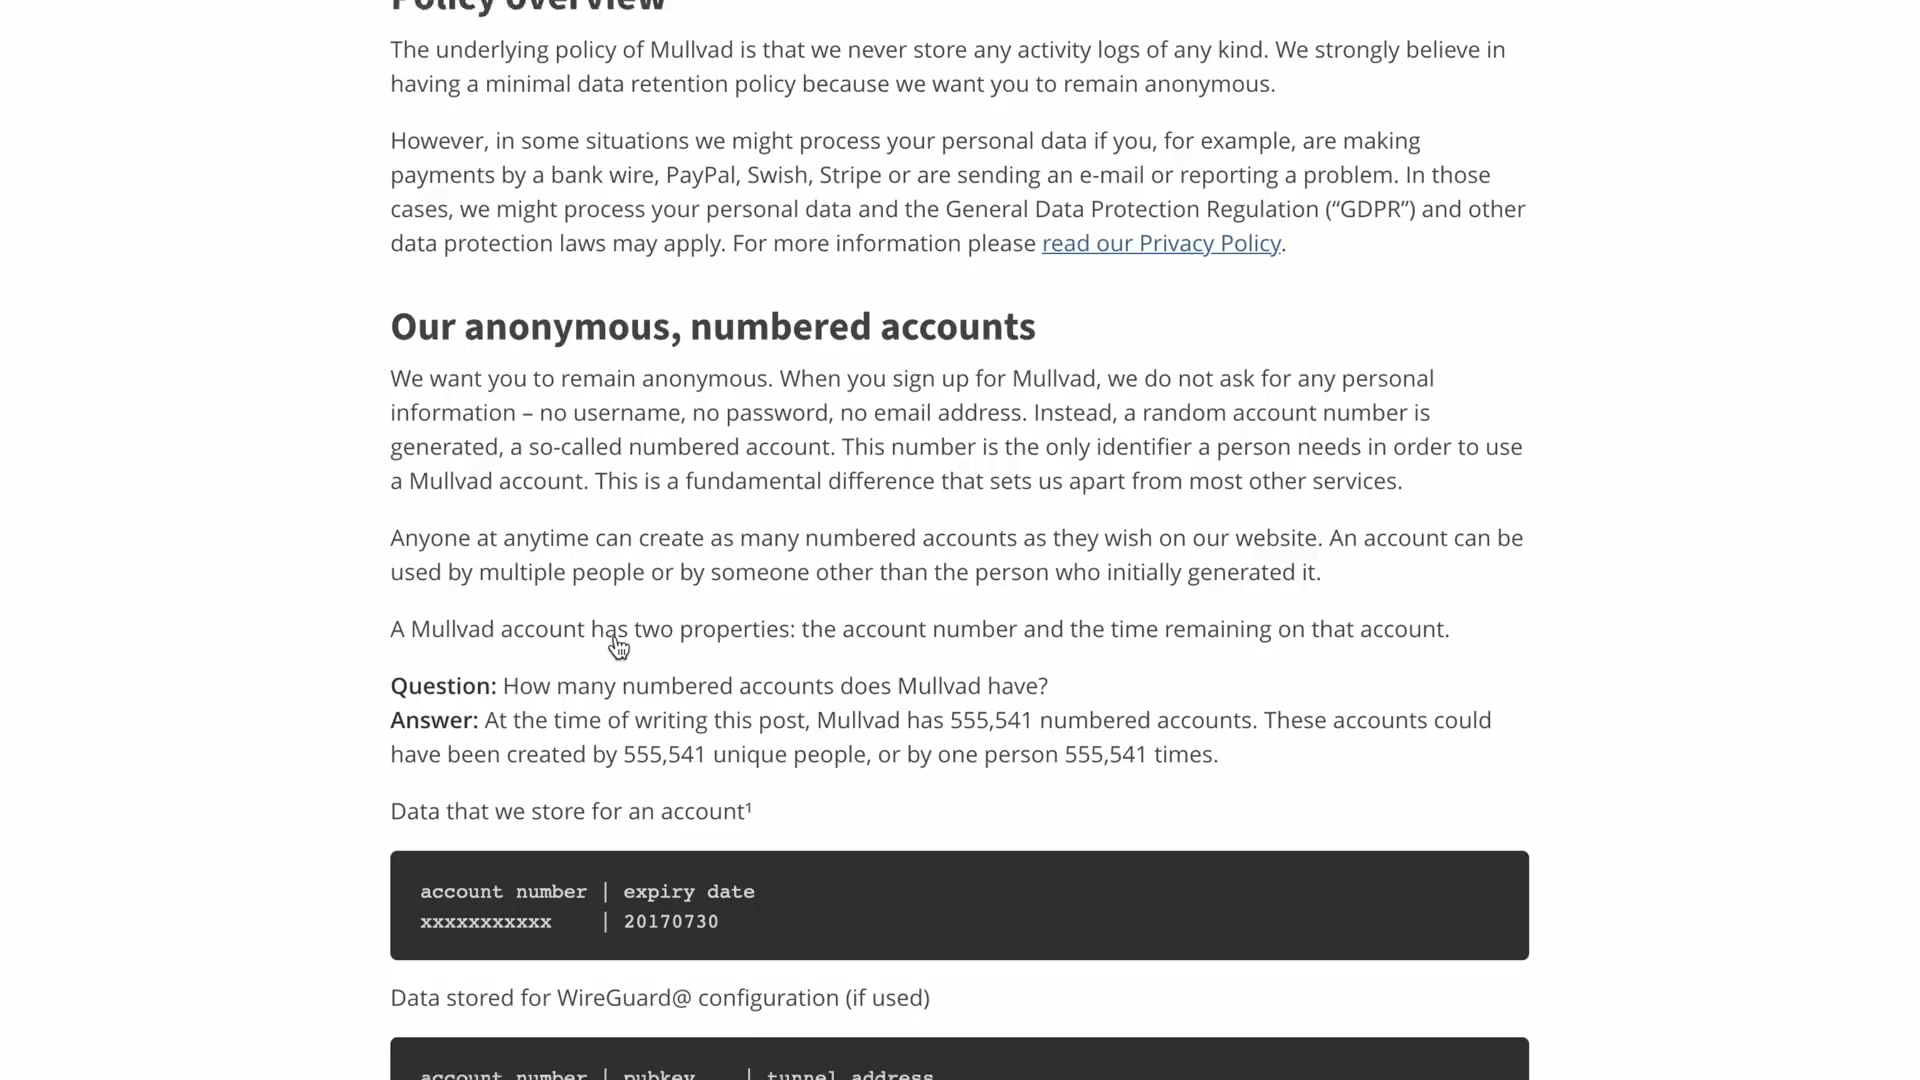 Policy overview
The underlying policy of Mullvad is that we never store any activity logs of any kind. We strongly believe in
having a minimal data retention policy because we want you to remain anonymous.
However, in some situations we might process your personal data if you, for example, are making
payments by a bank wire, PayPal, Swish, Stripe or are sending an e-mail or reporting a problem. In those
cases, we might process your personal data and the General Data Protection Regulation (“GDPR”) and other
data protection laws may apply. For more information please read our Privacy Policy.
Our anonymous, numbered accounts
We want you to remain anonymous. When you sign up for Mullvad, we do not ask for any personal
information – no username, no password, no email address. Instead, a random account number is
generated, a so-called numbered account. This number is the only identifier a person needs in order to use
a Mullvad account. This is a fundamental difference that sets us apart from most other services.
Anyone at anytime can create as many numbered accounts as they wish on our website. An account can be
used by multiple people or by someone other than the person who initially generated it.
A Mullvad account has two properties: the account number and the time remaining on that account.
Question: How many numbered accounts does Mullvad have?
Answer: At the time of writing this post, Mullvad has 555,541 numbered accounts. These accounts could
have been created by 555,541 unique people, or by one person 555,541 times.
Data that we store for an account¹
account number | expiry date
xxxxxxxxxxx | 20170730
Data stored for WireGuard@ configuration (if used)
account number | pubkey | tunnel address